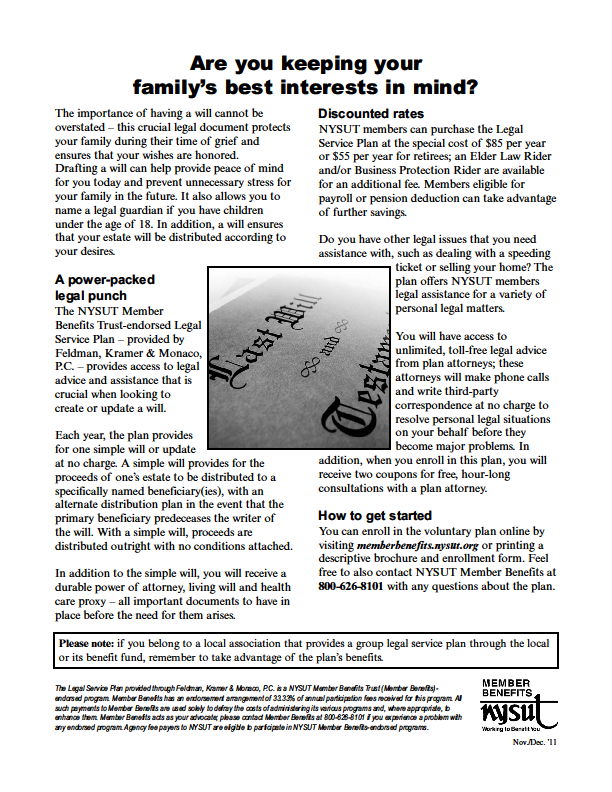 Are you keeping your
family's best interests in mind?
The importance of having a will cannot be
overstated – this crucial legal document protects
your family during their time of grief and
ensures that your wishes are honored.
Drafting a will can help provide peace of mind
for you today and prevent unnecessary stress for
your family in the future. It also allows you to
name a legal guardian if you have children
under the age of 18. In addition, a will ensures
that your estate will be distributed according to
your desires.
A power-packed
legal punch
The NYSUT Member
Benefits Trust-endorsed Legal
Service Plan – provided by
Feldman, Kramer & Monaco,
P.C. – provides access to legal
advice and assistance that is
crucial when looking to
create or update a will.
Each year, the plan provides
for one simple will or update
at no charge. A simple will provides for the
proceeds of one's estate to be distributed to a
specifically named beneficiary(ies), with an
alternate distribution plan in the event that the
primary beneficiary predeceases the writer of
the will. With a simple will, proceeds are
distributed outright with no conditions attached.
In addition to the simple will, you will receive a
durable power of attorney, living will and health
care proxy – all important documents to have in
place before the need for them arises.
Last Will
and
Testam
Discounted rates
NYSUT members can purchase the Legal
Service Plan at the special cost of $85 per year
or $55 per year for retirees; an Elder Law Rider
and/or Business Protection Rider are available
for an additional fee. Members eligible for
payroll or pension deduction can take advantage
of further savings.
Do you have other legal issues that you need
assistance with, such as dealing with a speeding
ticket or selling your home? The
plan offers NYSUT members
legal assistance for a variety of
personal legal matters.
You will have access to
unlimited, toll-free legal advice
from plan attorneys; these
attorneys will make phone calls
and write third-party
correspondence at no charge to
resolve personal legal situations
on your behalf before they
become major problems. In
addition, when you enroll in this plan, you will
receive two coupons for free, hour-long
consultations with a plan attorney.
How to get started
You can enroll in the voluntary plan online by
visiting memberbenefits.nysut.org or printing a
descriptive brochure and enrollment form. Feel
free to also contact NYSUT Member Benefits at
800-626-8101 with any questions about the plan.
Please note: if you belong to a local association that provides a group legal service plan through the local
or its benefit fund, remember to take advantage of the plan's benefits.
The Legal Service Plan provided through Feldman, Kramer & Monaco, P.C. is a NYSUT Member Benefits Trust (Member Benefits)-
endorsed program. Member Benefits has an endorsement arrangement of 33.33% of annual participation fees received for this program. All
such payments to Member Benefits are used solely to defray the costs of administering its various programs and, where appropriate, to
enhance them. Member Benefits acts as your advocate; please contact Member Benefits at 800-626-8101 if you experience a problem with
any endorsed program. Agency fee payers to NYSUT are eligible to participate in NYSUT Member Benefits-endorsed programs.
MEMBER
BENEFITS
nysut
Working to Benefit You
Nov./Dec. '11